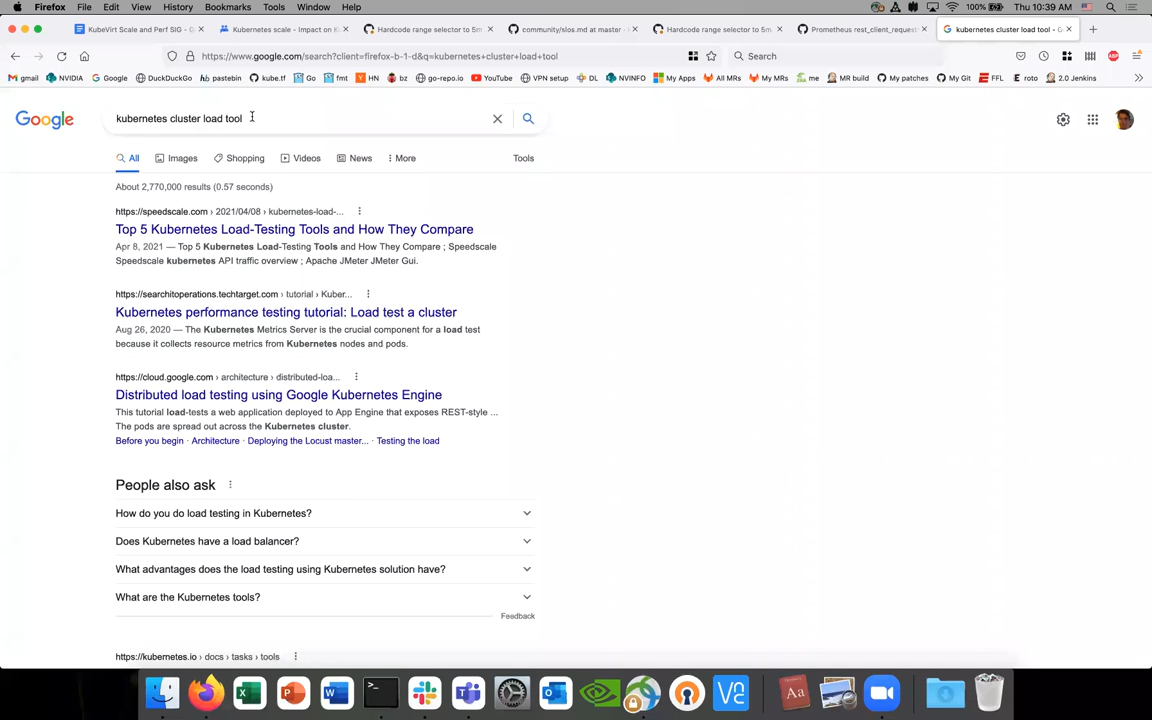 Firefox File Edit View History Bookmarks Tools Window Help 100% Thu 10:39 AM
KubeVirt Scale and Perf SIG - G Kubernetes scale - Impact on K Hardcode range selector to 5m community/slos.md at master · Hardcode range selector to 5m Prometheus rest_client_request kubernetes cluster load tool - G
https://www.google.com/search?client=firefox-b-1-d&q=kubernetes+cluster+load+tool Search
gmail NVIDIA Google DuckDuckGo pastebin kube.tf Go fmt HN bz go-repo.io YouTube VPN setup DL NVINFO My Apps All MRs My MRs me MR build My patches My Git FFL roto 2.0 Jenkins
Google kubernetes cluster load tool
All Images Shopping Videos News More Tools
About 2,770,000 results (0.57 seconds)
https://speedscale.com › 2021/04/08 › kubernetes-load-...
Top 5 Kubernetes Load-Testing Tools and How They Compare
Apr 8, 2021 — Top 5 Kubernetes Load-Testing Tools and How They Compare ; Speedscale
Speedscale kubernetes API traffic overview ; Apache JMeter JMeter Gui.
https://searchitoperations.techtarget.com › tutorial › Kuber...
Kubernetes performance testing tutorial: Load test a cluster
Aug 26, 2020 — The Kubernetes Metrics Server is the crucial component for a load test
because it collects resource metrics from Kubernetes nodes and pods.
https://cloud.google.com › architecture › distributed-loa...
Distributed load testing using Google Kubernetes Engine
This tutorial load-tests a web application deployed to App Engine that exposes REST-style ...
The pods are spread out across the Kubernetes cluster.
Before you begin · Architecture · Deploying the Locust master... · Testing the load
People also ask
How do you do load testing in Kubernetes?
Does Kubernetes have a load balancer?
What advantages does the load testing using Kubernetes solution have?
What are the Kubernetes tools?
Feedback
https://kubernetes.io › docs › tasks › tools